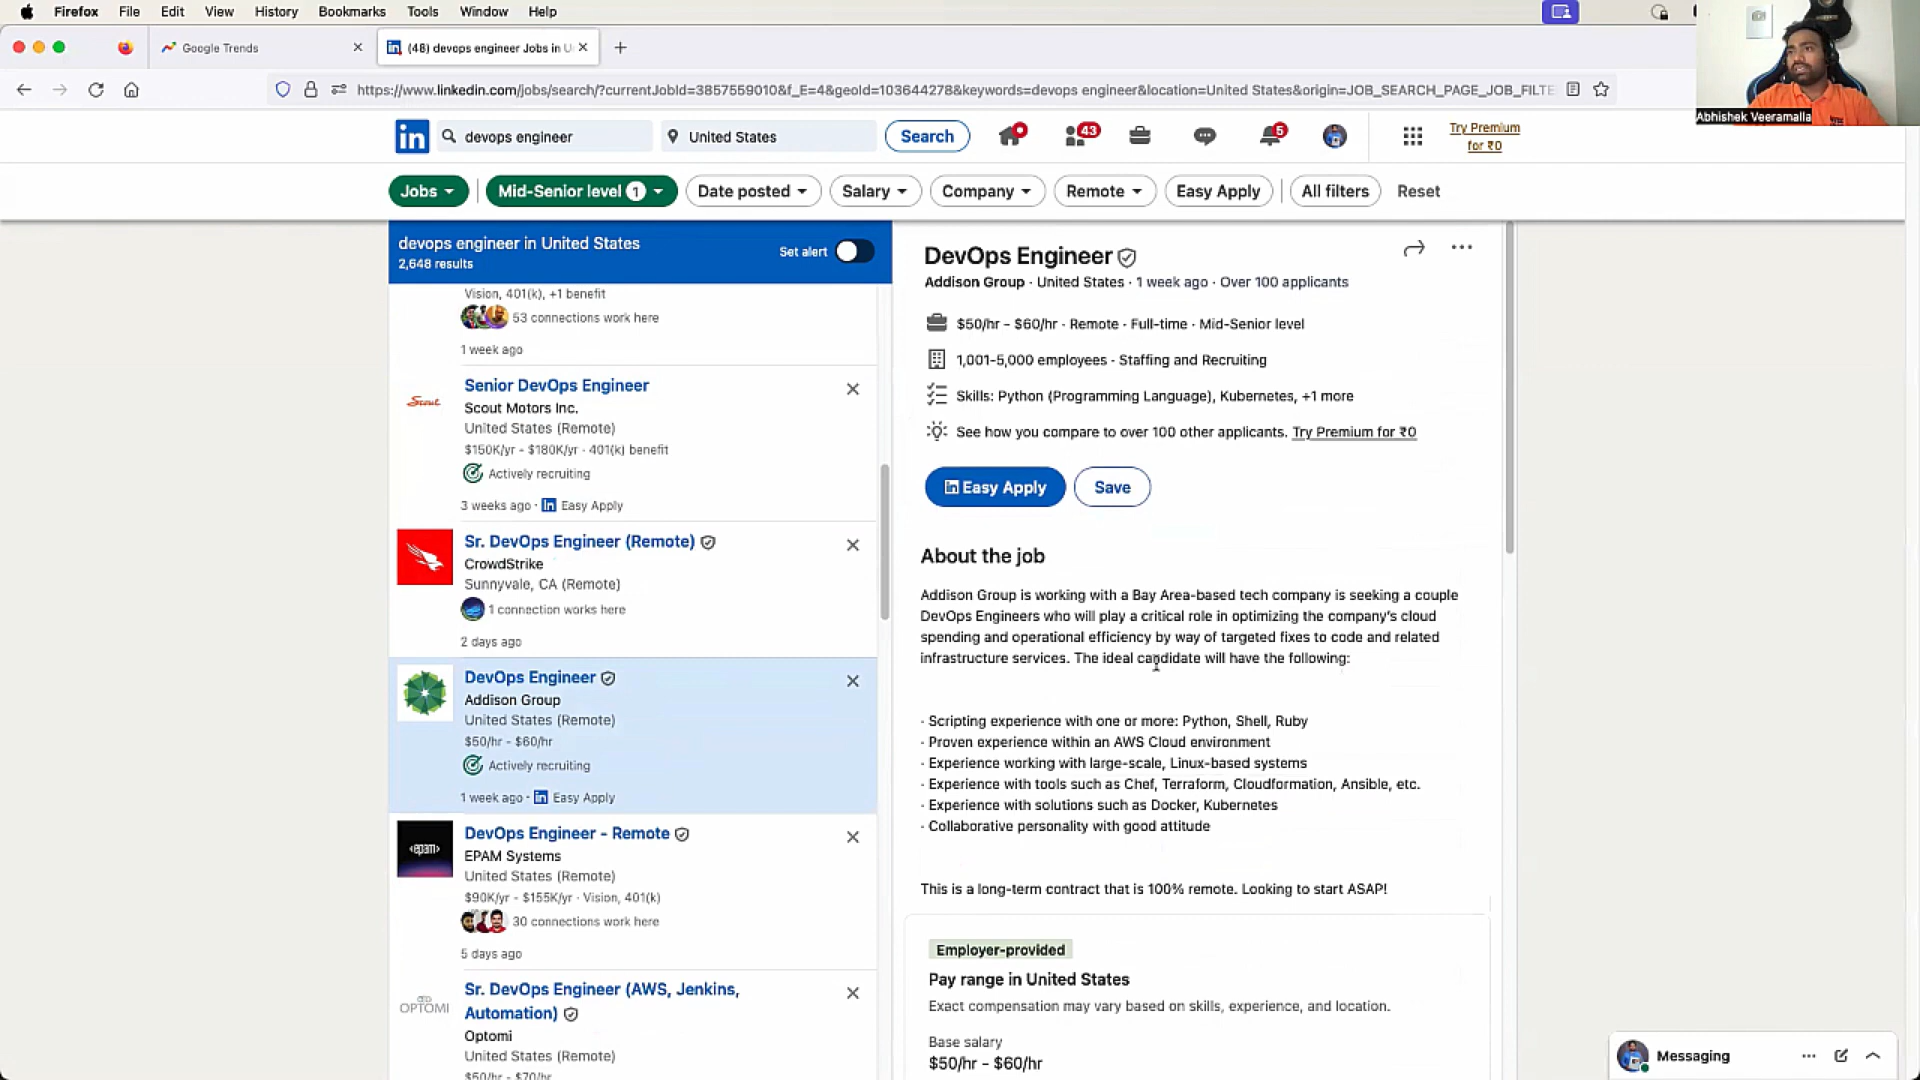 Firefox File Edit View History Bookmarks Tools Window Help
Google Trends
(48) devops engineer Jobs in U
https://www.linkedin.com/jobs/search/?currentJobId=3857559010&f_E=4&geoId=103644278&keywords=devops engineer&location=United States&origin=JOB_SEARCH_PAGE_JOB_FILTE
Abhishek Veeramalla
in
devops engineer
United States
Search
43
5
Try Premium
for ₹0
Jobs
Mid-Senior level 1
Date posted
Salary
Company
Remote
Easy Apply
All filters
Reset
devops engineer in United States
2,648 results
Set alert
Vision, 401(k), +1 benefit
53 connections work here
1 week ago
Scout
Senior DevOps Engineer
Scout Motors Inc.
United States (Remote)
$150K/yr - $180K/yr · 401(k) benefit
Actively recruiting
3 weeks ago · in Easy Apply
Sr. DevOps Engineer (Remote)
CrowdStrike
Sunnyvale, CA (Remote)
1 connection works here
2 days ago
DevOps Engineer
Addison Group
United States (Remote)
$50/hr - $60/hr
Actively recruiting
1 week ago · in Easy Apply
<epam>
DevOps Engineer - Remote
EPAM Systems
United States (Remote)
$90K/yr - $155K/yr · Vision, 401(k)
30 connections work here
5 days ago
OPTOMI
Sr. DevOps Engineer (AWS, Jenkins,
Automation)
Optomi
United States (Remote)
$50/hr - $70/hr
DevOps Engineer
Addison Group · United States · 1 week ago · Over 100 applicants
$50/hr - $60/hr · Remote · Full-time · Mid-Senior level
1,001-5,000 employees · Staffing and Recruiting
Skills: Python (Programming Language), Kubernetes, +1 more
See how you compare to over 100 other applicants. Try Premium for ₹0
in Easy Apply
Save
About the job
Addison Group is working with a Bay Area-based tech company is seeking a couple
DevOps Engineers who will play a critical role in optimizing the company's cloud
spending and operational efficiency by way of targeted fixes to code and related
infrastructure services. The ideal candidate will have the following:
· Scripting experience with one or more: Python, Shell, Ruby
· Proven experience within an AWS Cloud environment
· Experience working with large-scale, Linux-based systems
· Experience with tools such as Chef, Terraform, Cloudformation, Ansible, etc.
· Experience with solutions such as Docker, Kubernetes
· Collaborative personality with good attitude
This is a long-term contract that is 100% remote. Looking to start ASAP!
Employer-provided
Pay range in United States
Exact compensation may vary based on skills, experience, and location.
Base salary
$50/hr - $60/hr
Messaging